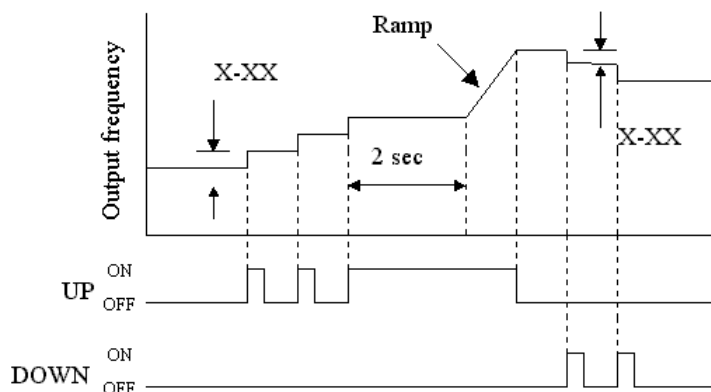 Ramp
X-XX
Output frequency
2 sec
X-XX
ON
UP
OFF
ON
DOWN
OFF